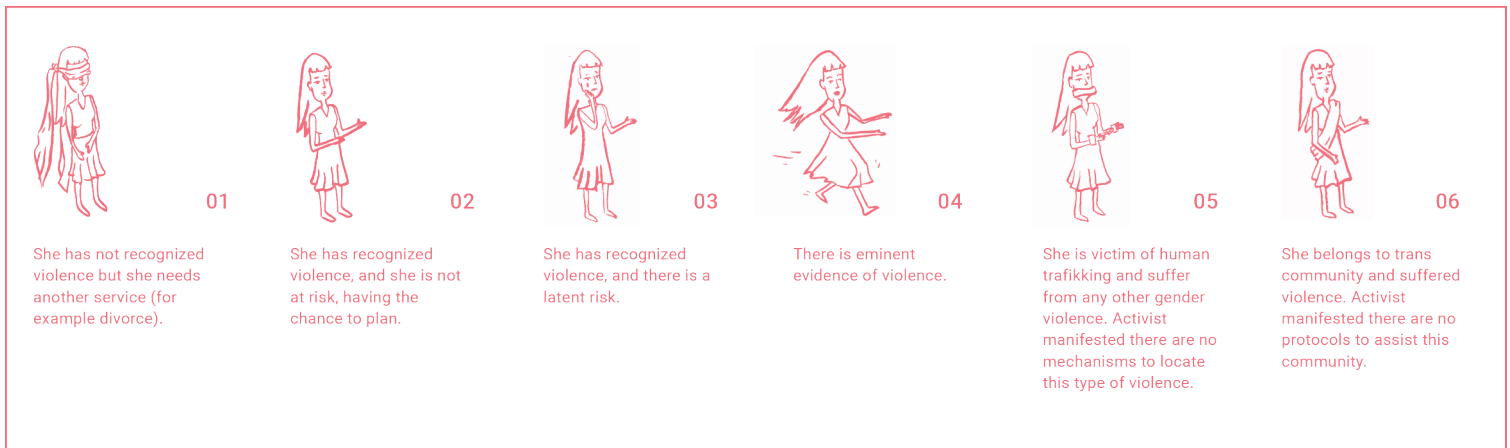 01
She has not recognized
violence but she needs
another service (for
example divorce).
02
She has recognized
violence, and she is not
at risk, having the
chance to plan.
03
She has recognized
violence, and there is a
latent risk.
04
There is eminent
evidence of violence.
05
She is victim of human
trafikking and suffer
from any other gender
violence. Activist
manifested there are no
mechanisms to locate
this type of violence.
06
She belongs to trans
community and suffered
violence. Activist
manifested there are no
protocols to assist this
community.